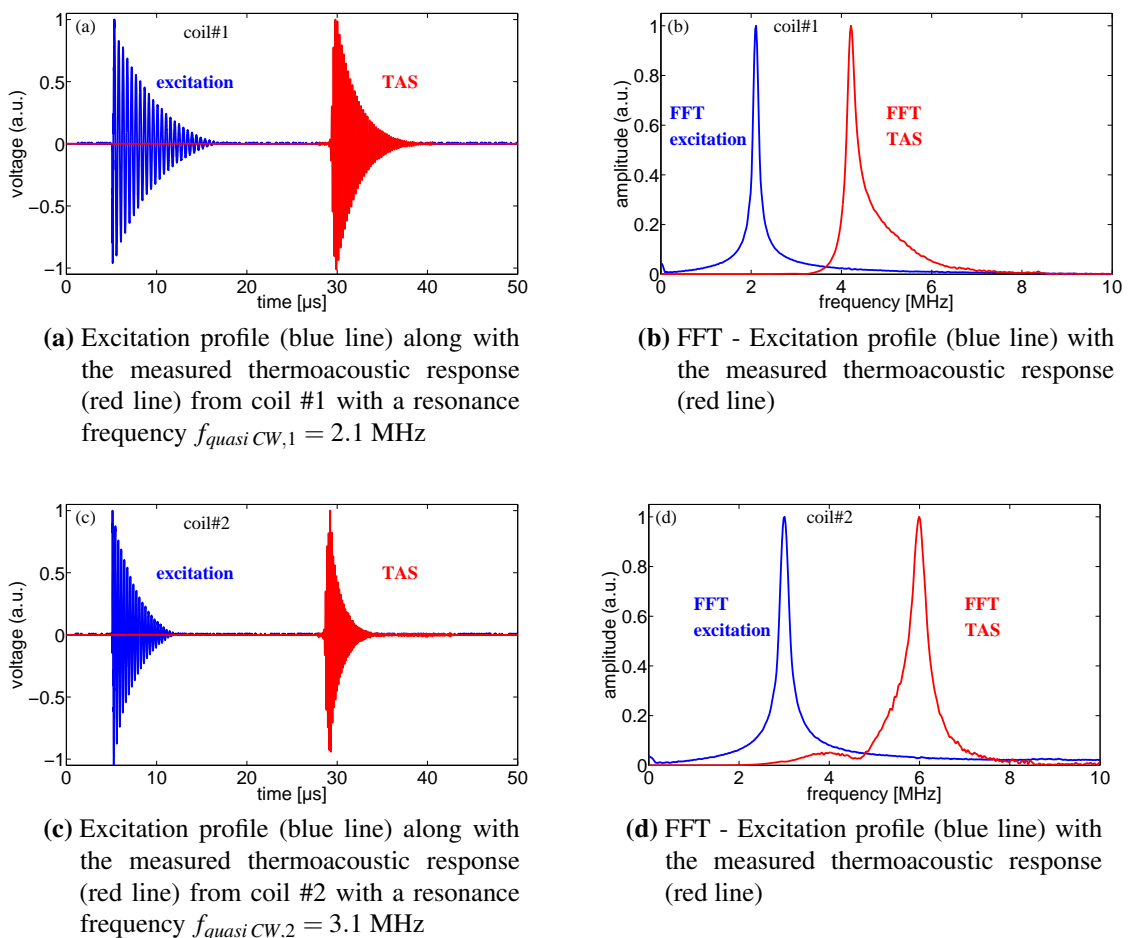 (a)
coil#1
excitation
TAS
voltage (a.u.)
1
0.5
0
−0.5
−1
0 10 20 30 40 50
time [µs]
(b)
coil#1
FFT
excitation
FFT
TAS
amplitude (a.u.)
1
0.8
0.6
0.4
0.2
0
0 2 4 6 8 10
frequency [MHz]
(a) Excitation profile (blue line) along with
the measured thermoacoustic response
(red line) from coil #1 with a resonance
frequency f_{quasi CW,1} = 2.1 MHz
(b) FFT - Excitation profile (blue line) with
the measured thermoacoustic response
(red line)
(c)
coil#2
excitation
TAS
voltage (a.u.)
1
0.5
0
−0.5
−1
0 10 20 30 40 50
time [µs]
(d)
coil#2
FFT
excitation
FFT
TAS
amplitude (a.u.)
1
0.8
0.6
0.4
0.2
0
0 2 4 6 8 10
frequency [MHz]
(c) Excitation profile (blue line) along with
the measured thermoacoustic response
(red line) from coil #2 with a resonance
frequency f_{quasi CW,2} = 3.1 MHz
(d) FFT - Excitation profile (blue line) with
the measured thermoacoustic response
(red line)